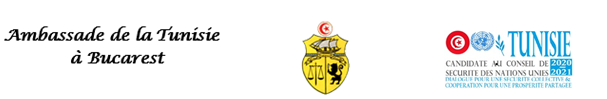 Ambassade de la Tunisie
à Bucarest
TUNISIE
CANDIDATE AU CONSEIL DE 2020
SECURITE DES NATIONS UNIES 2021
DIALOGUE POUR UNE SÉCURITÉ COLLECTIVE &
COOPÉRATION POUR UNE PROSPÉRITÉ PARTAGÉE